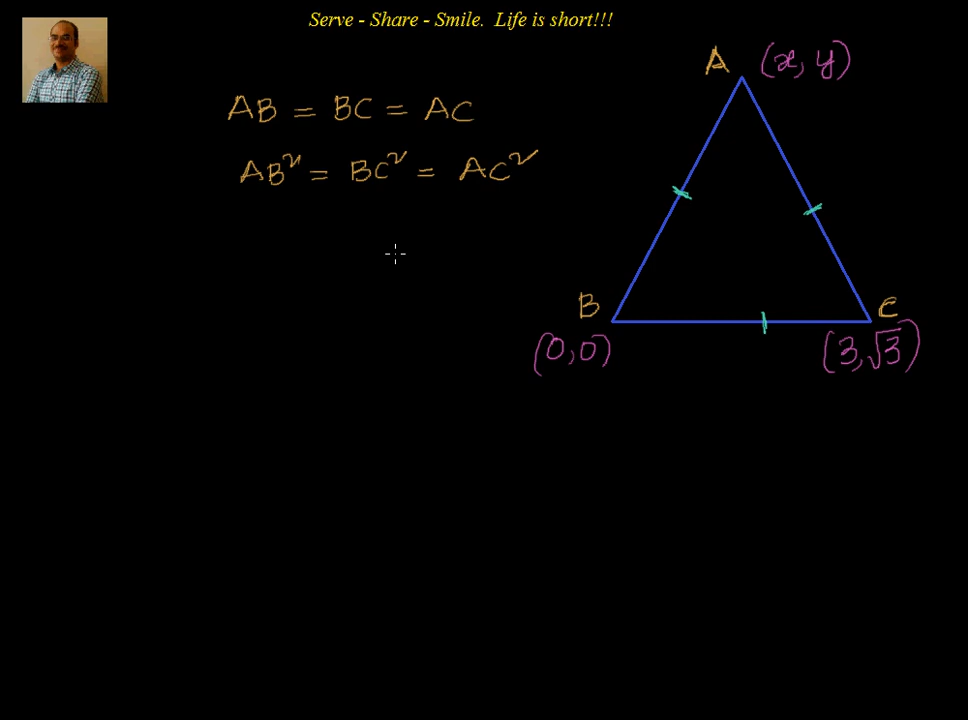 Serve - Share - Smile. Life is short!!!
A (x, y)
AB = BC = AC
AB² = BC² = AC²
B
C
(0,0)
(3,√3)